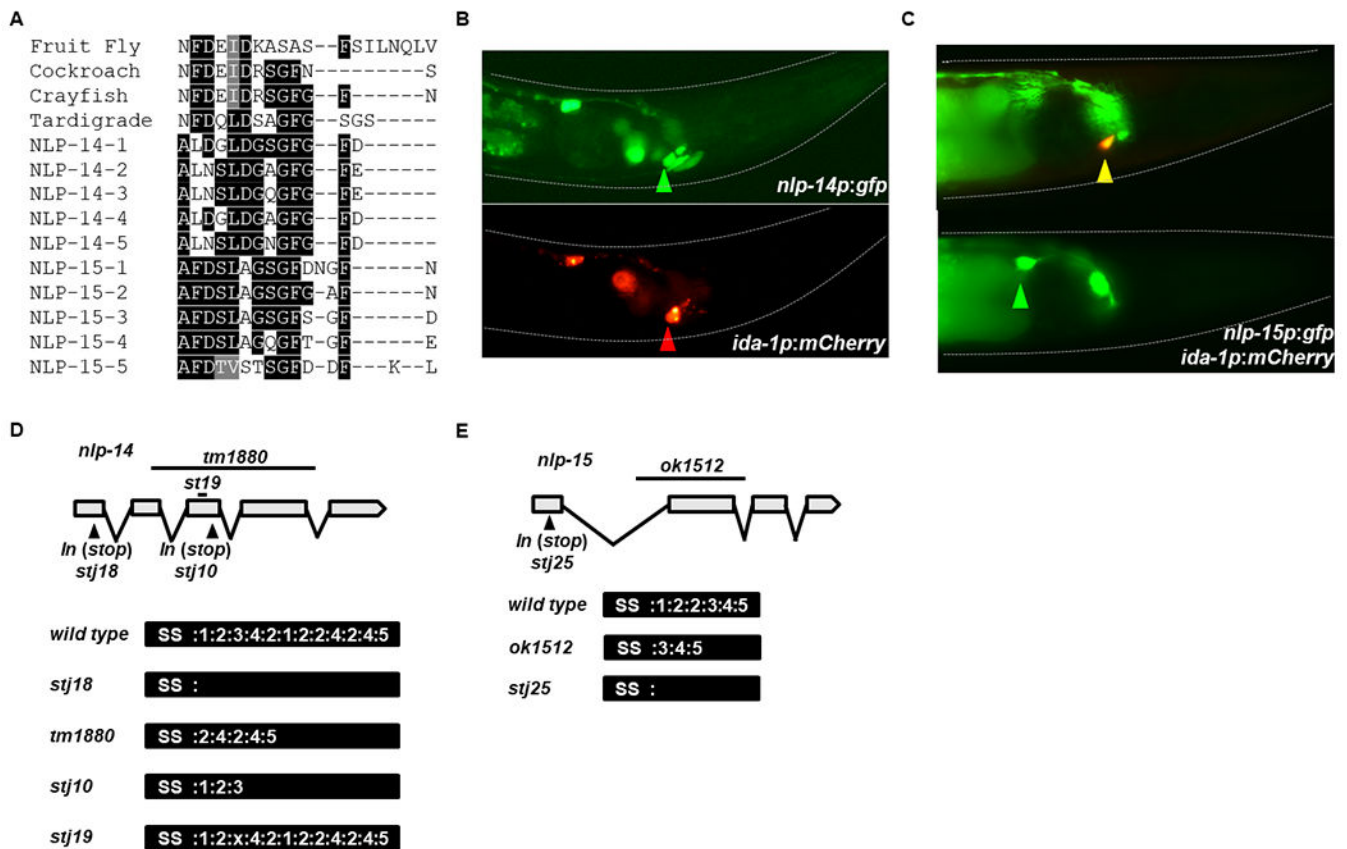 A
Fruit Fly NFDEIDKASAS--FSILNQLV
Cockroach NFDEIDRSGFN---------S
Crayfish NFDEIDRSGFG--F------N
Tardigrade NFDQLDSAGFG-SGS------
NLP-14-1 ALDGLDGSGFG--FD------
NLP-14-2 ALNSLDGAGFG--FE------
NLP-14-3 ALNSLDGQGFG--FE------
NLP-14-4 ALDGLDGAGFG--FD------
NLP-14-5 ALNSLDGNGFG--FD------
NLP-15-1 AFDSLAGSGFDNGF------N
NLP-15-2 AFDSLAGSGFG-AF------N
NLP-15-3 AFDSLAGSGFS-GF------D
NLP-15-4 AFDSLAGQGFT-GF------E
NLP-15-5 AFDTVSTSGFD-DF---K--L
B
nlp-14p:gfp
ida-1p:mCherry
C
nlp-15p:gfp
ida-1p:mCherry
D
nlp-14
tm1880
st19
In (stop) In (stop)
stj18 stj10
wild type SS :1:2:3:4:2:1:2:2:4:2:4:5
stj18 SS :
tm1880 SS :2:4:2:4:5
stj10 SS :1:2:3
stj19 SS :1:2:x:4:2:1:2:2:4:2:4:5
E
nlp-15
ok1512
In (stop)
stj25
wild type SS :1:2:2:3:4:5
ok1512 SS :3:4:5
stj25 SS :